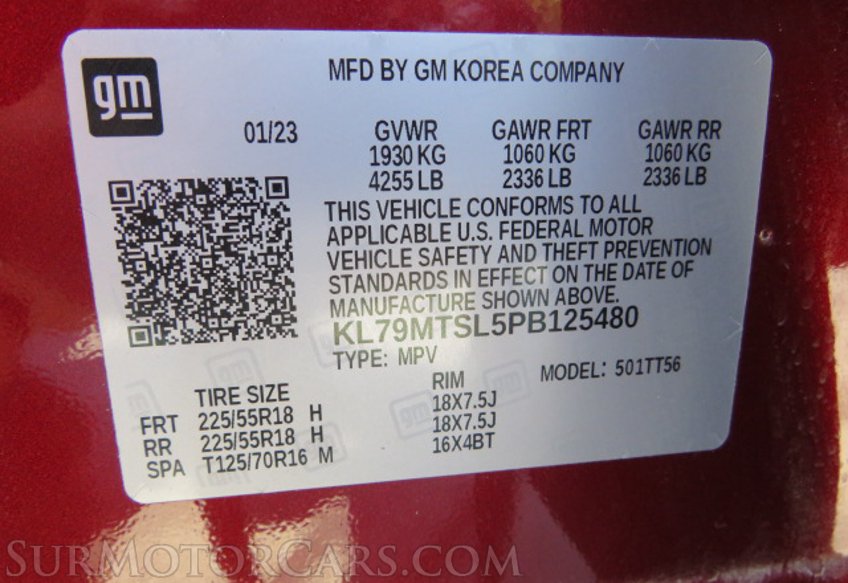 gm
MFD BY GM KOREA COMPANY
01/23 GVWR GAWR FRT GAWR RR
1930 KG 1060 KG 1060 KG
4255 LB 2336 LB 2336 LB
THIS VEHICLE CONFORMS TO ALL
APPLICABLE U.S. FEDERAL MOTOR
VEHICLE SAFETY AND THEFT PREVENTION
STANDARDS IN EFFECT ON THE DATE OF
MANUFACTURE SHOWN ABOVE.
KL79MTSL5PB125480
TYPE: MPV MODEL: 501TT56
TIRE SIZE RIM
FRT 225/55R18 H 18X7.5J
RR 225/55R18 H 18X7.5J
SPA T125/70R16 M 16X4BT
SurMotorCars.com